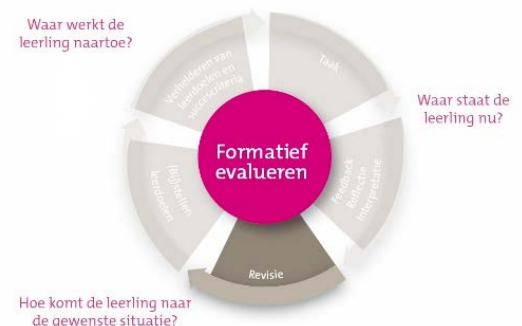 Waar werkt de
leerling naartoe?
Verhelderen van
leerdoelen en
succescriteria
Taak
Waar staat de
leerling nu?
Formatief
evalueren
Feedback
Reflectie
Interpretatie
(Bij)stellen
leerdoelen
Revisie
Hoe komt de leerling naar
de gewenste situatie?